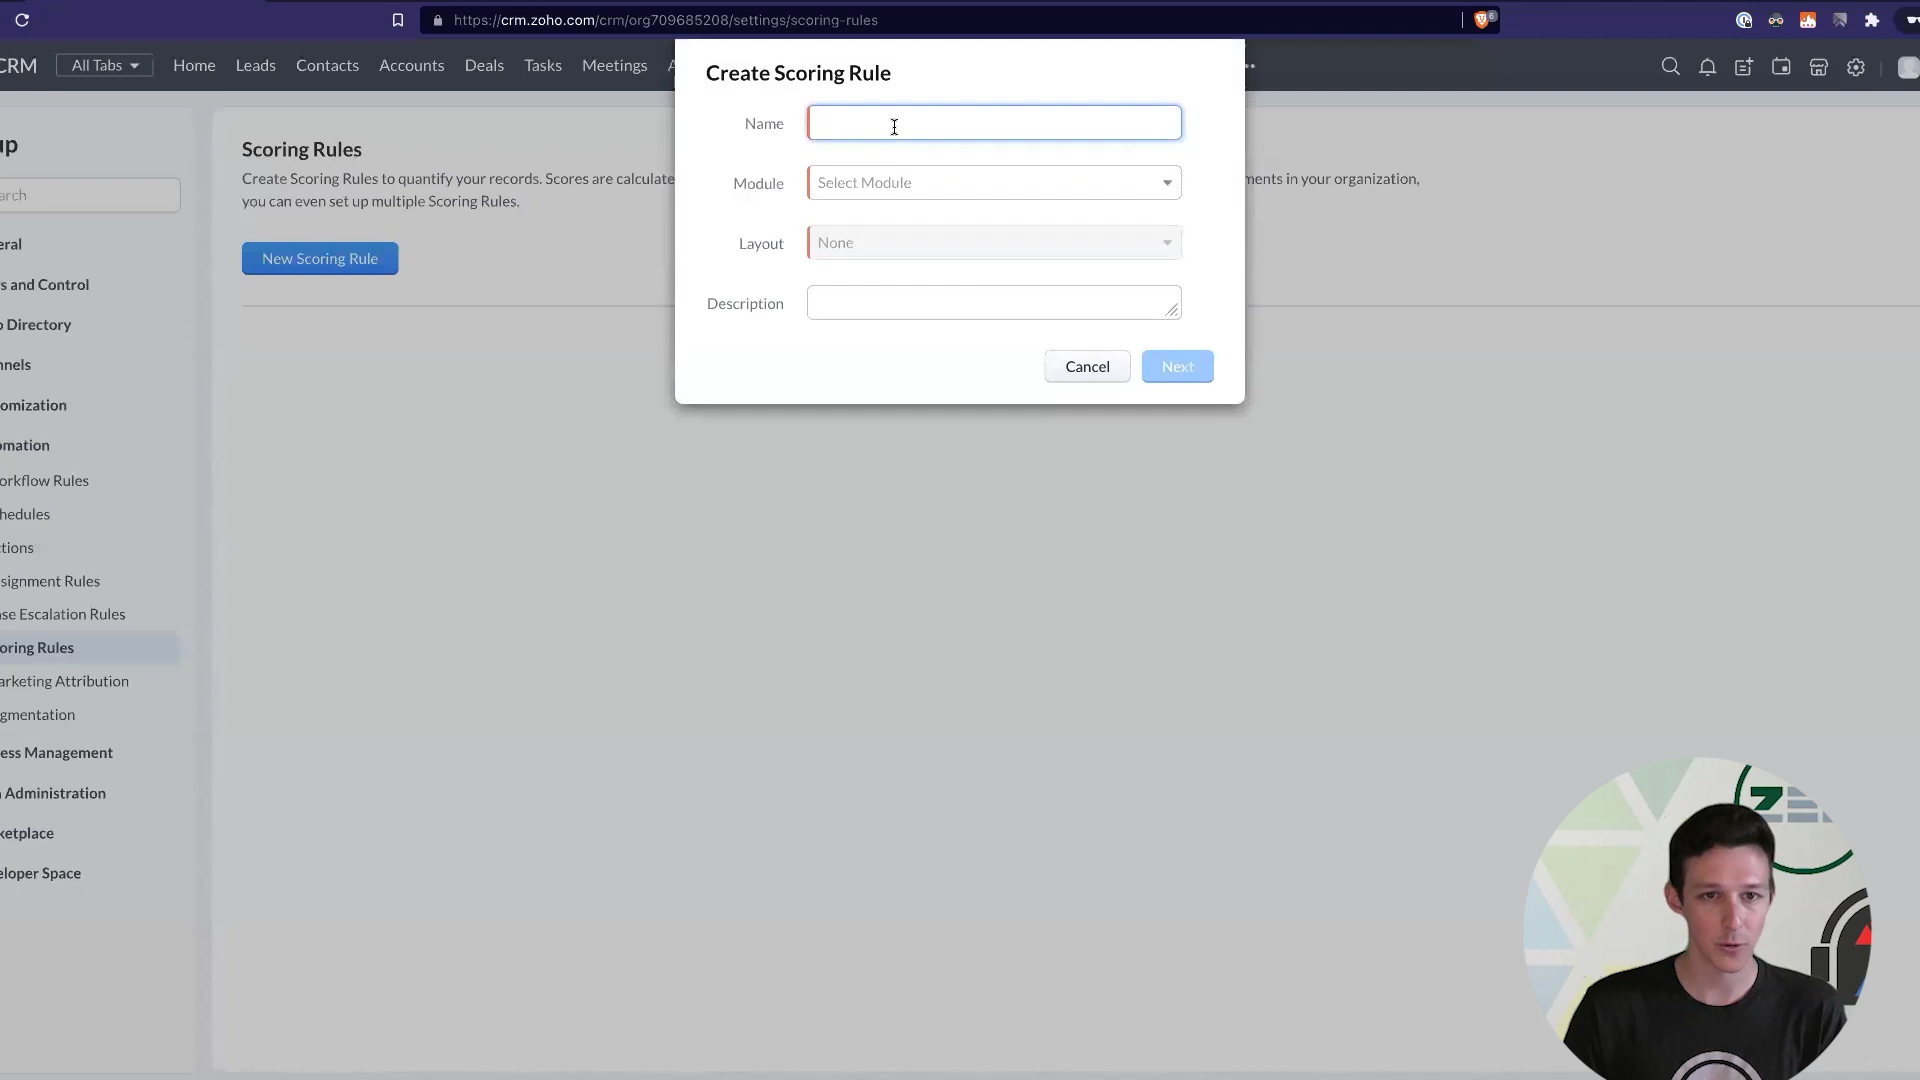 https://crm.zoho.com/crm/org709685208/settings/scoring-rules
6
CRM
All Tabs
Home
Leads
Contacts
Accounts
Deals
Tasks
Meetings
A
Create Scoring Rule
Name
Module
Select Module
Layout
None
Description
Cancel
Next
up
arch
eral
s and Control
o Directory
nnels
omization
omation
orkflow Rules
hedules
tions
signment Rules
se Escalation Rules
oring Rules
arketing Attribution
gmentation
ess Management
Administration
ketplace
eloper Space
Scoring Rules
Create Scoring Rules to quantify your records. Scores are calculate
ments in your organization,
you can even set up multiple Scoring Rules.
New Scoring Rule
Z